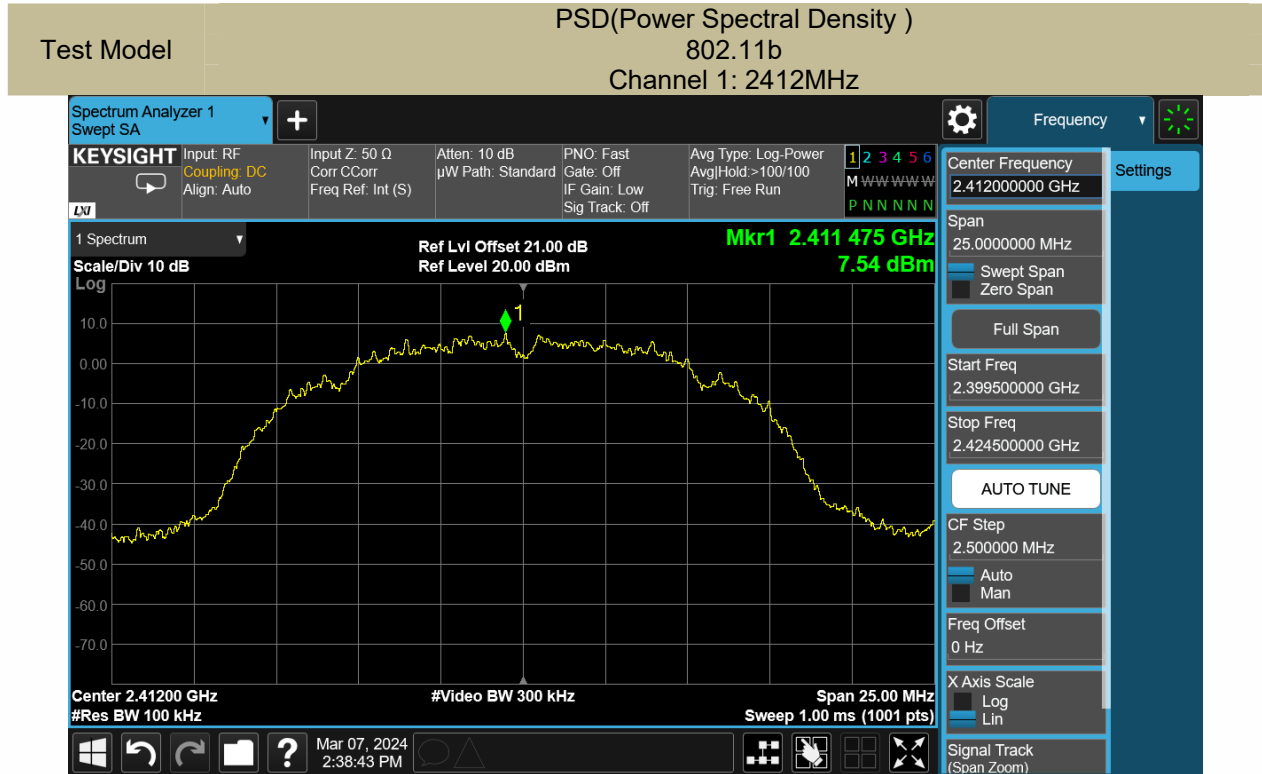 Test Model
PSD(Power Spectral Density )
802.11b
Channel 1: 2412MHz
Spectrum Analyzer 1
Swept SA
Frequency
KEYSIGHT
LXI
Input: RF
Coupling: DC
Align: Auto
Input Z: 50 Ω
Corr CCorr
Freq Ref: Int (S)
Atten: 10 dB
µW Path: Standard
PNO: Fast
Gate: Off
IF Gain: Low
Sig Track: Off
Avg Type: Log-Power
Avg|Hold:>100/100
Trig: Free Run
1 2 3 4 5 6
M W W W W W
P N N N N N
1 Spectrum
Scale/Div 10 dB
Log
Ref Lvl Offset 21.00 dB
Ref Level 20.00 dBm
Mkr1 2.411 475 GHz
7.54 dBm
1
10.0
0.00
-10.0
-20.0
-30.0
-40.0
-50.0
-60.0
-70.0
Center 2.41200 GHz
#Res BW 100 kHz
#Video BW 300 kHz
Span 25.00 MHz
Sweep 1.00 ms (1001 pts)
Mar 07, 2024
2:38:43 PM
Center Frequency
2.412000000 GHz
Span
25.0000000 MHz
Swept Span
Zero Span
Full Span
Start Freq
2.399500000 GHz
Stop Freq
2.424500000 GHz
AUTO TUNE
CF Step
2.500000 MHz
Auto
Man
Freq Offset
0 Hz
X Axis Scale
Log
Lin
Signal Track
(Span Zoom)
Settings